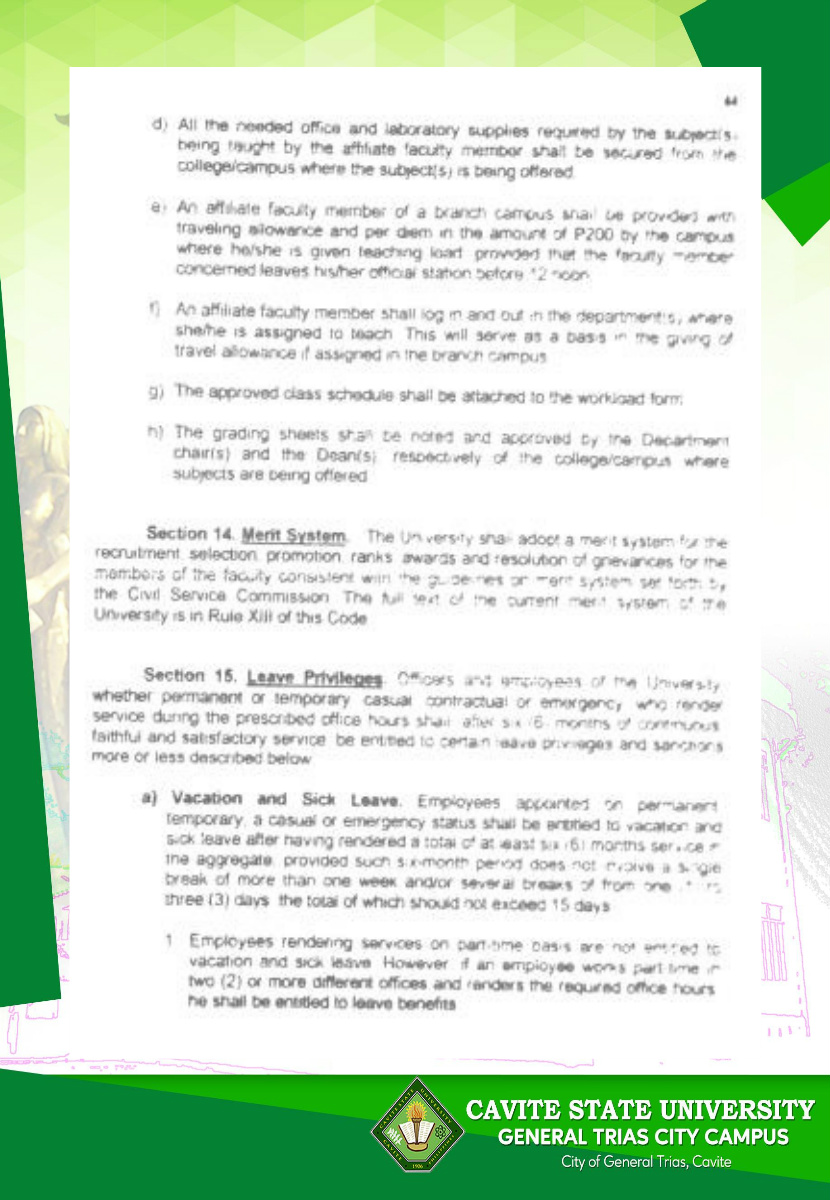 44
d) All the needed office and laboratory supplies required by the subject(s)
being taught by the affiliate faculty member shall be secured from the
college/campus where the subject(s) is being offered
e) An affiliate faculty member of a branch campus shall be provided with
traveling allowance and per diem in the amount of P200 by the campus
where he/she is given teaching load provided that the faculty member
concerned leaves his/her official station before 12 noon
f) An affiliate faculty member shall log in and out in the department(s) where
she/he is assigned to teach This will serve as a basis in the giving of
travel allowance if assigned in the branch campus
g) The approved class schedule shall be attached to the workload form
h) The grading sheets shall be noted and approved by the Department
chair(s) and the Dean(s) respectively of the college/campus where
subjects are being offered
Section 14. Merit System. The University shall adopt a merit system for the
recruitment selection, promotion, ranks awards and resolution of grievances for the
members of the faculty consistent with the guidelines on merit system set forth by
the Civil Service Commission The full text of the current merit system of the
University is in Rule XIII of this Code
Section 15. Leave Privileges. Officers and employees of the University
whether permanent or temporary casual contractual or emergency who render
service during the prescribed office hours shall after six (6) months of continuous
faithful and satisfactory service be entitled to certain leave privileges and sanctions
more or less described below
a) Vacation and Sick Leave. Employees appointed on permanent
temporary, a casual or emergency status shall be entitled to vacation and
sick leave after having rendered a total of at least six (6) months service in
the aggregate, provided such six-month period does not involve a single
break of more than one week and/or several breaks of from one
three (3) days the total of which should not exceed 15 days
1 Employees rendering services on part-time basis are not entitled to
vacation and sick leave However if an employee works part time in
two (2) or more different offices and renders the required office hours
he shall be entitled to leave benefits
CAVITE STATE UNIVERSITY
GENERAL TRIAS CITY CAMPUS
City of General Trias, Cavite
1906